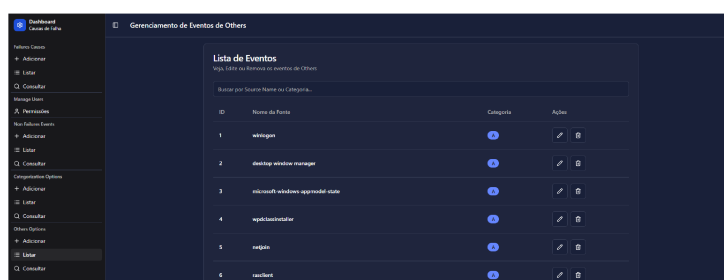 Dashboard
Causas de Falha
Failures Causes
Adicionar
Listar
Consultar
Manage Users
Permissões
Non Failures Events
Adicionar
Listar
Consultar
Categorization Options
Adicionar
Listar
Consultar
Others Options
Adicionar
Listar
Consultar
Gerenciamento de Eventos de Others
Lista de Eventos
Veja, Edite ou Remova os eventos de Others
Buscar por Source Name ou Categoria...
ID Nome da Fonte Categoria Ações
1 winlogon A
2 desktop window manager A
3 microsoft-windows-appmodel-state A
4 wpdclassinstaller A
5 netjoin A
6 rasclient A